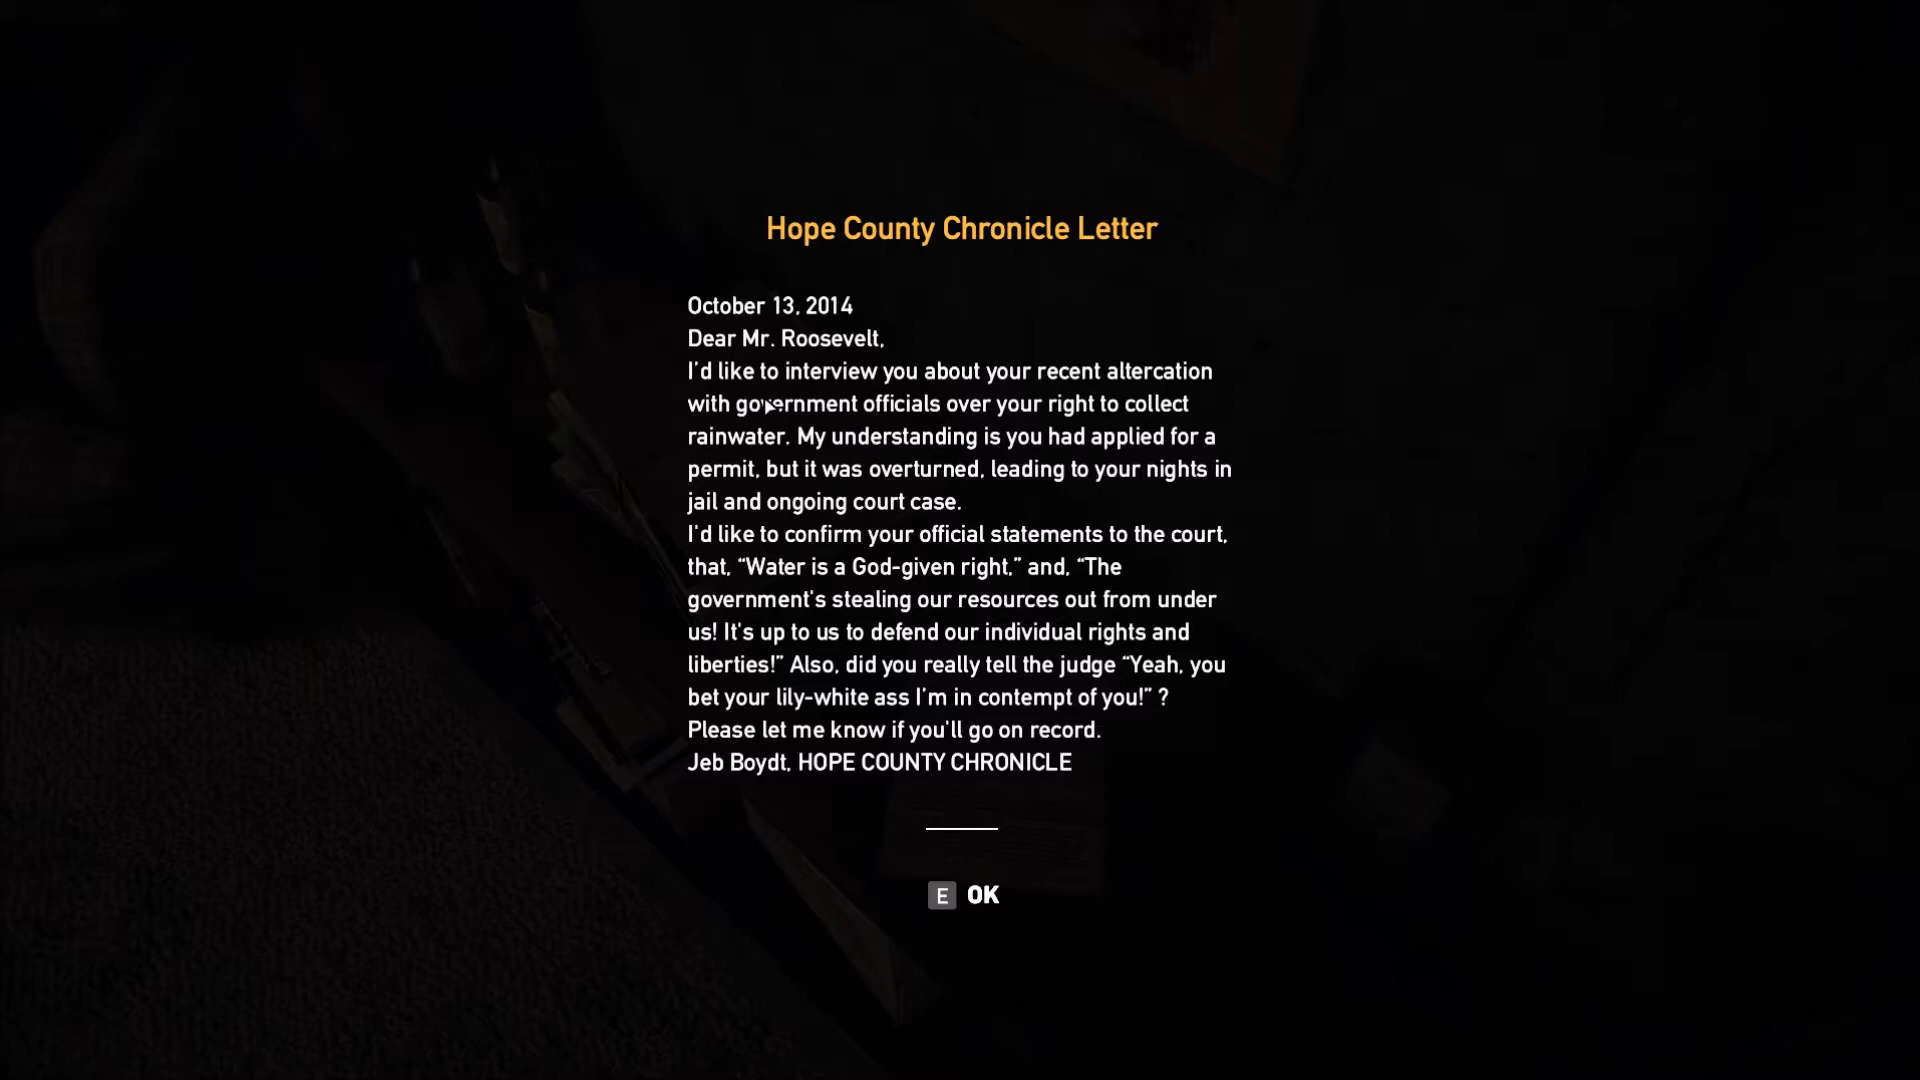 Hope County Chronicle Letter
October 13, 2014
Dear Mr. Roosevelt,
I'd like to interview you about your recent altercation
with government officials over your right to collect
rainwater. My understanding is you had applied for a
permit, but it was overturned, leading to your nights in
jail and ongoing court case.
I'd like to confirm your official statements to the court,
that, “Water is a God-given right,” and, “The
government's stealing our resources out from under
us! It's up to us to defend our individual rights and
liberties!” Also, did you really tell the judge “Yeah, you
bet your lily-white ass I'm in contempt of you!” ?
Please let me know if you'll go on record.
Jeb Boydt, HOPE COUNTY CHRONICLE
E OK